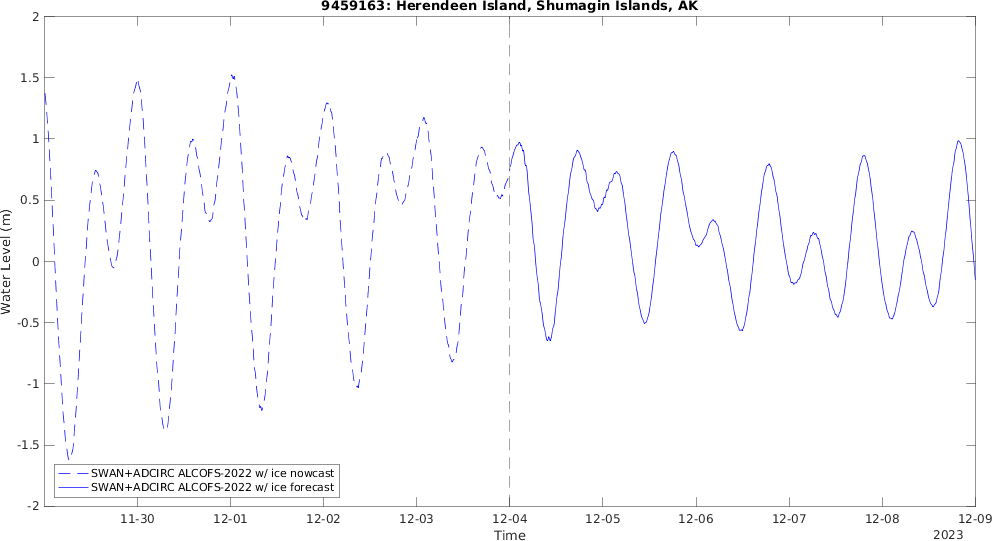 9459163: Herendeen Island, Shumagin Islands, AK
Water Level (m)
2
1.5
1
0.5
0
-0.5
-1
-1.5
-2
SWAN+ADCIRC ALCOFS-2022 w/ ice nowcast
SWAN+ADCIRC ALCOFS-2022 w/ ice forecast
11-30 12-01 12-02 12-03 12-04 12-05 12-06 12-07 12-08 12-09
Time
2023